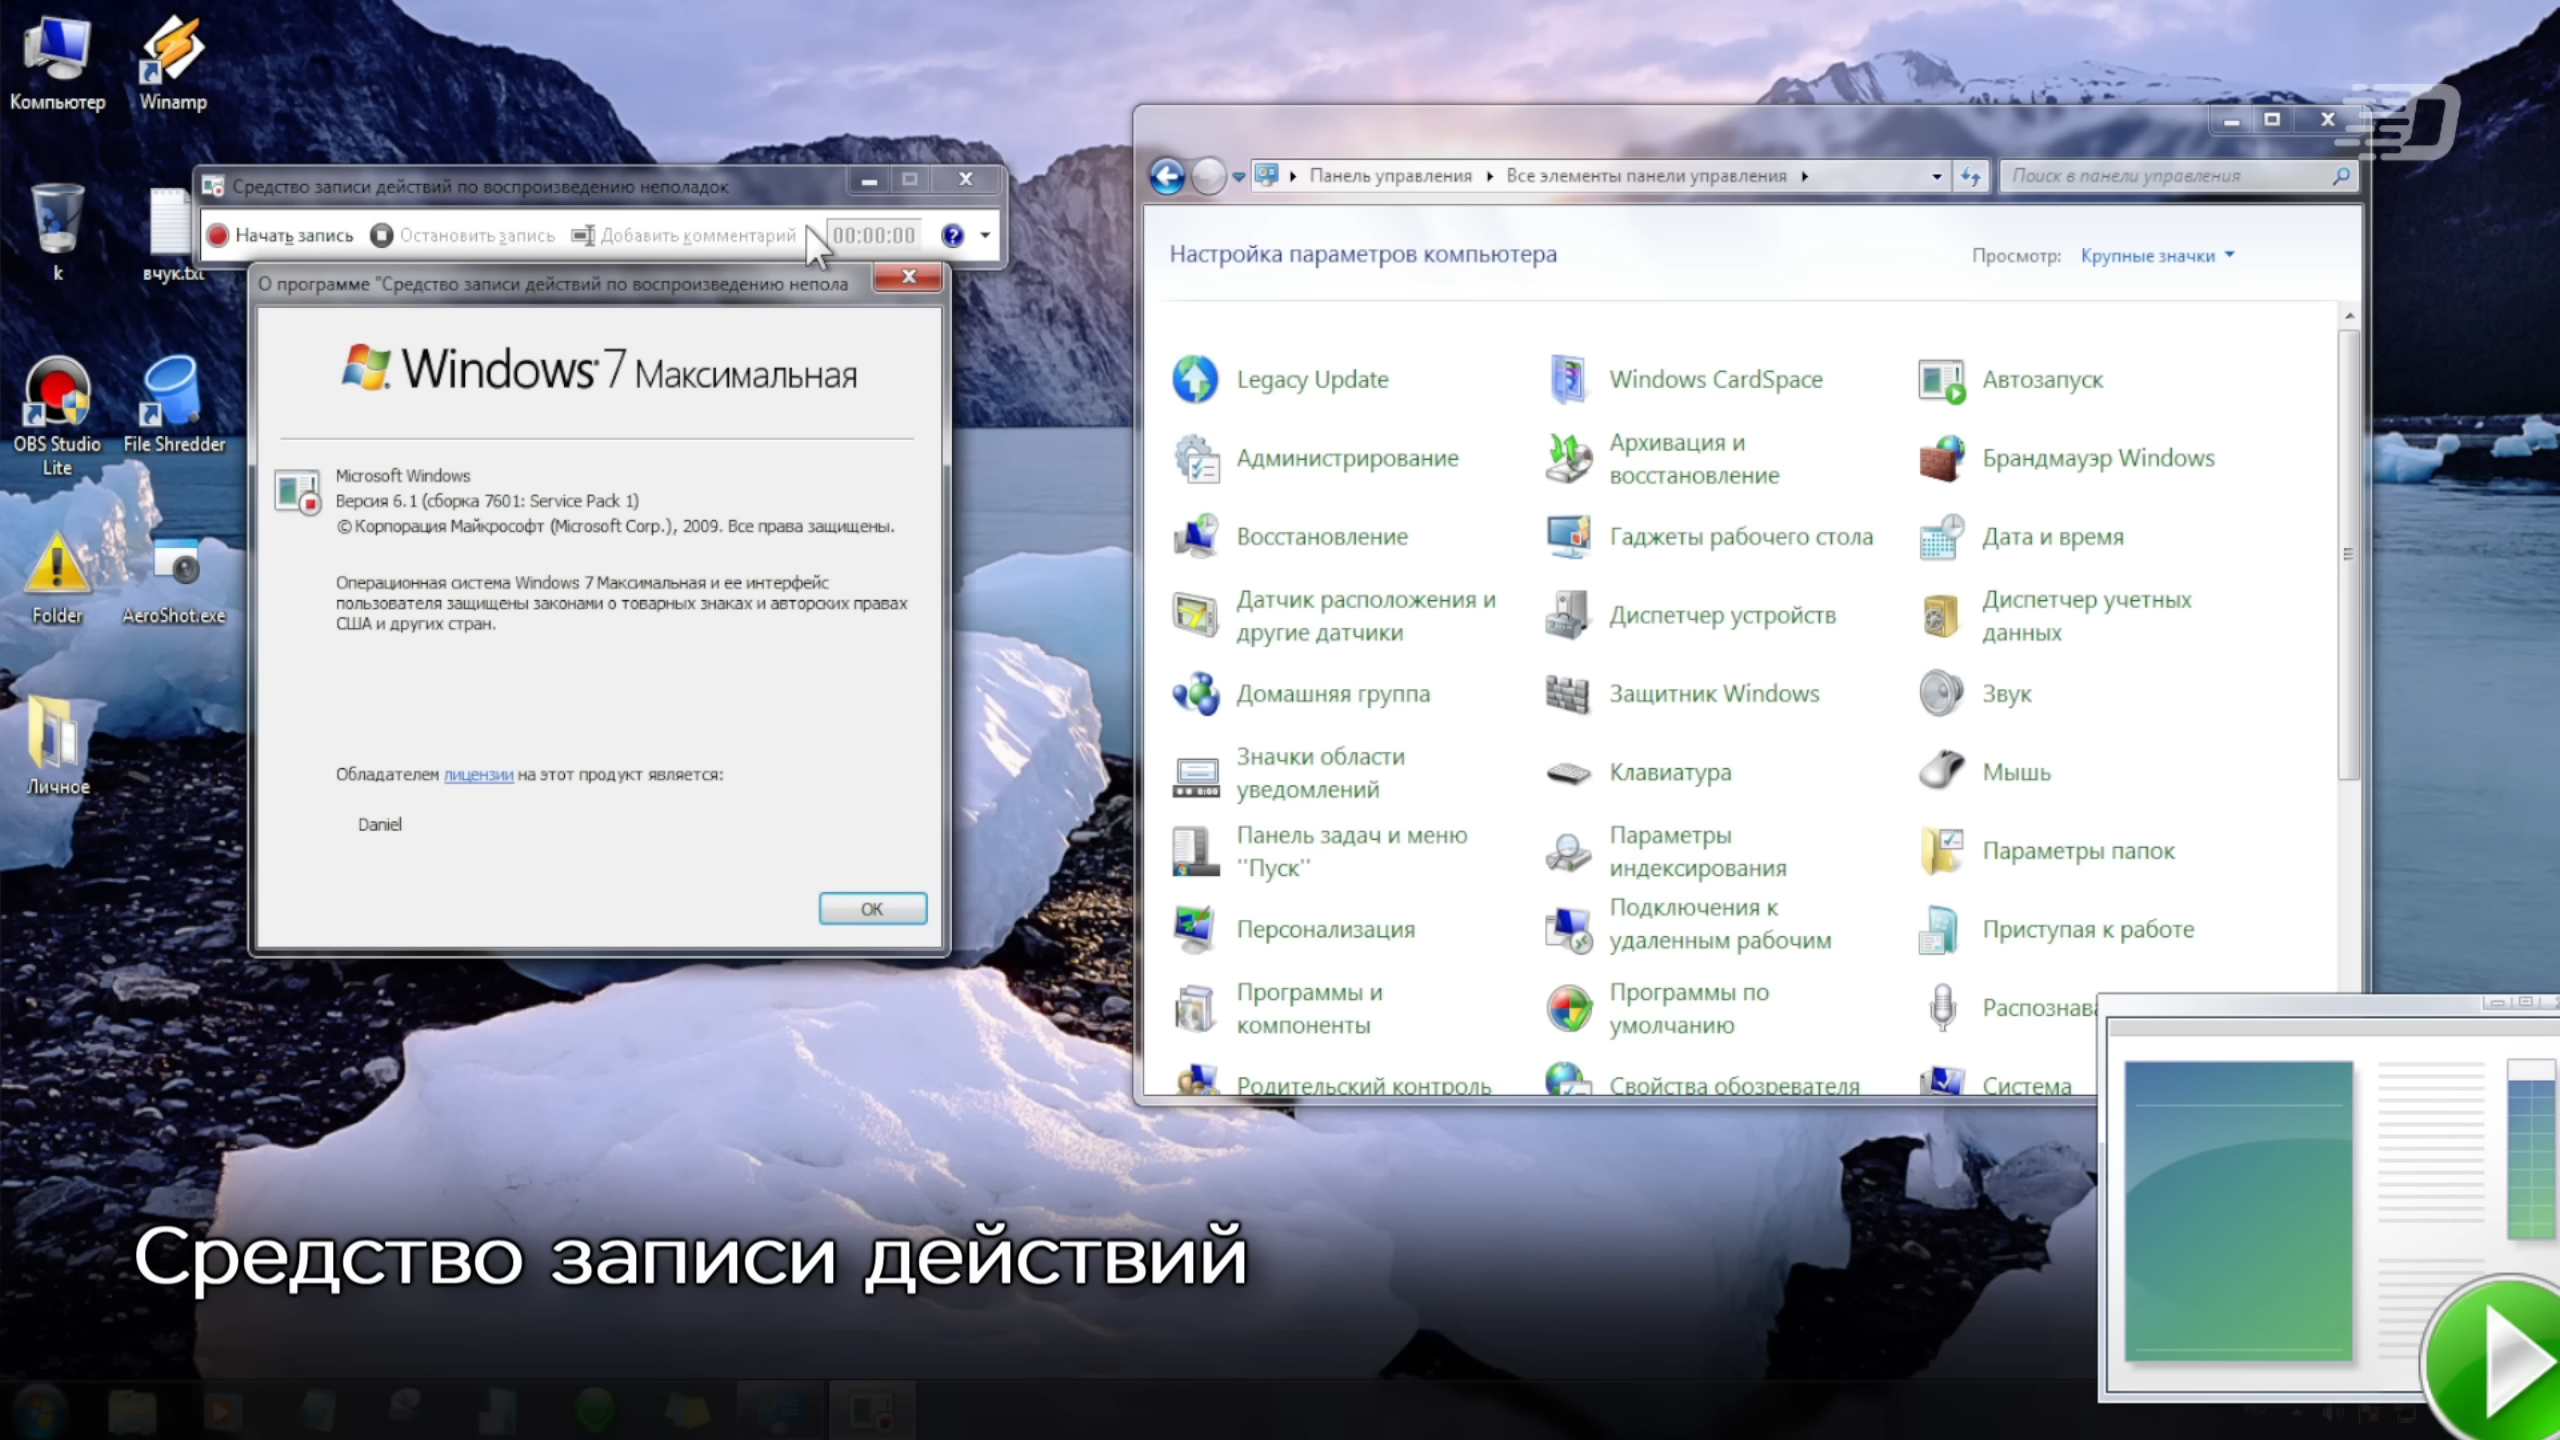 Компьютер
Winamp
k
вчук.txt
OBS Studio
Lite
File Shredder
Folder
AeroShot.exe
Личное
Средство записи действий по воспроизведению неполадок
Начать запись
Остановить запись
Добавить комментарий
00:00:00
О программе "Средство записи действий по воспроизведению непола
Windows 7 Максимальная
Microsoft Windows
Версия 6.1 (сборка 7601: Service Pack 1)
© Корпорация Майкрософт (Microsoft Corp.), 2009. Все права защищены.
Операционная система Windows 7 Максимальная и ее интерфейс
пользователя защищены законами о товарных знаках и авторских правах
США и других стран.
Обладателем лицензии на этот продукт является:
Daniel
OK
Панель управления
Все элементы панели управления
Поиск в панели управления
Настройка параметров компьютера
Просмотр: Крупные значки
Legacy Update
Windows CardSpace
Автозапуск
Администрирование
Архивация и
восстановление
Брандмауэр Windows
Восстановление
Гаджеты рабочего стола
Дата и время
Датчик расположения и
другие датчики
Диспетчер устройств
Диспетчер учетных
данных
Домашняя группа
Защитник Windows
Звук
Значки области
уведомлений
Клавиатура
Мышь
Панель задач и меню
"Пуск"
Параметры
индексирования
Параметры папок
Персонализация
Подключения к
удаленным рабочим
Приступая к работе
Программы и
компоненты
Программы по
умолчанию
Распознава
Родительский контроль
Свойства обозревателя
Система
Средство записи действий